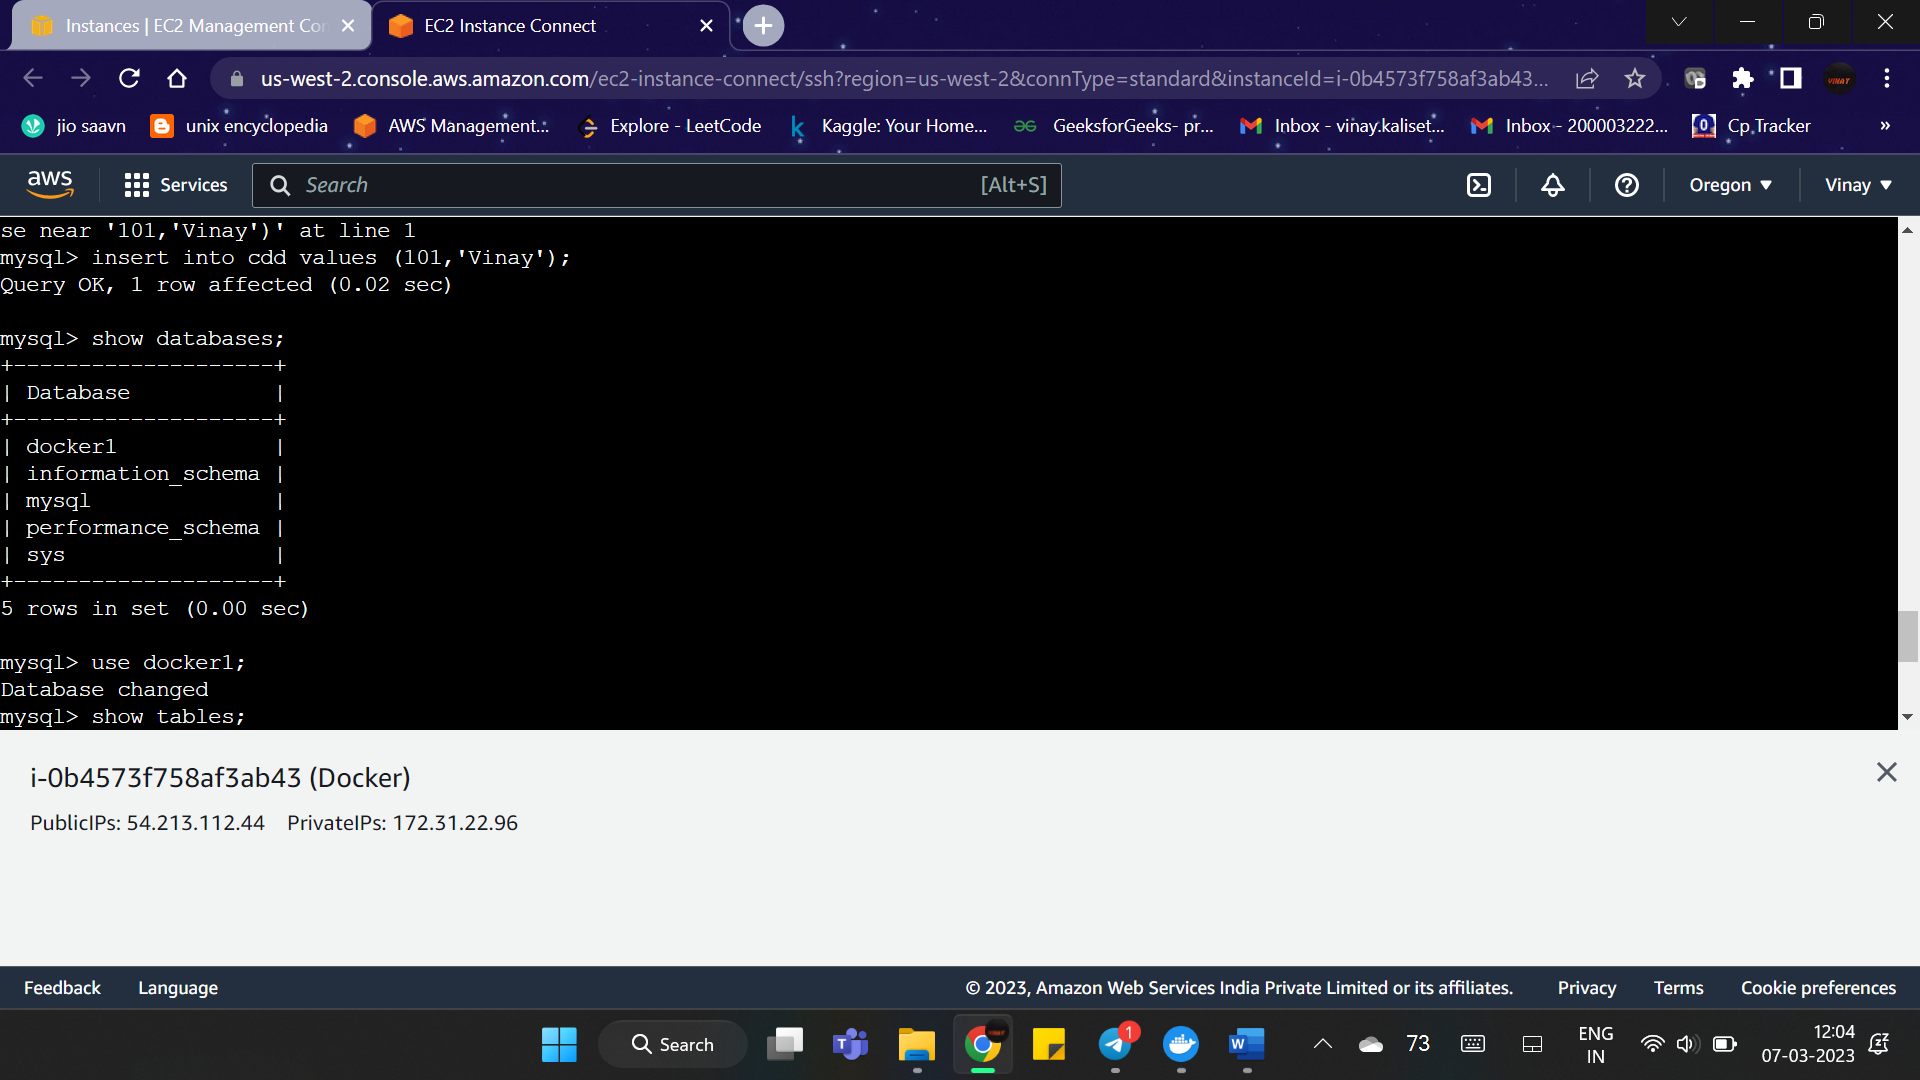 Instances | EC2 Management Con
EC2 Instance Connect
us-west-2.console.aws.amazon.com/ec2-instance-connect/ssh?region=us-west-2&connType=standard&instanceId=i-0b4573f758af3ab43...
VINAY
jio saavn
unix encyclopedia
AWS Management...
Explore - LeetCode
Kaggle: Your Home...
GeeksforGeeks- pr...
Inbox - vinay.kaliset...
Inbox - 200003222...
Cp Tracker
»
aws
Services
Search
[Alt+S]
Oregon
Vinay
se near '101,'Vinay')' at line 1
mysql> insert into cdd values (101,'Vinay');
Query OK, 1 row affected (0.02 sec)
mysql> show databases;
+--------------------+
| Database           |
+--------------------+
| docker1            |
| information_schema |
| mysql              |
| performance_schema |
| sys                |
+--------------------+
5 rows in set (0.00 sec)
mysql> use docker1;
Database changed
mysql> show tables;
i-0b4573f758af3ab43 (Docker)
PublicIPs: 54.213.112.44 PrivateIPs: 172.31.22.96
Feedback
Language
© 2023, Amazon Web Services India Private Limited or its affiliates.
Privacy
Terms
Cookie preferences
Search
1
73
ENG
IN
12:04
07-03-2023